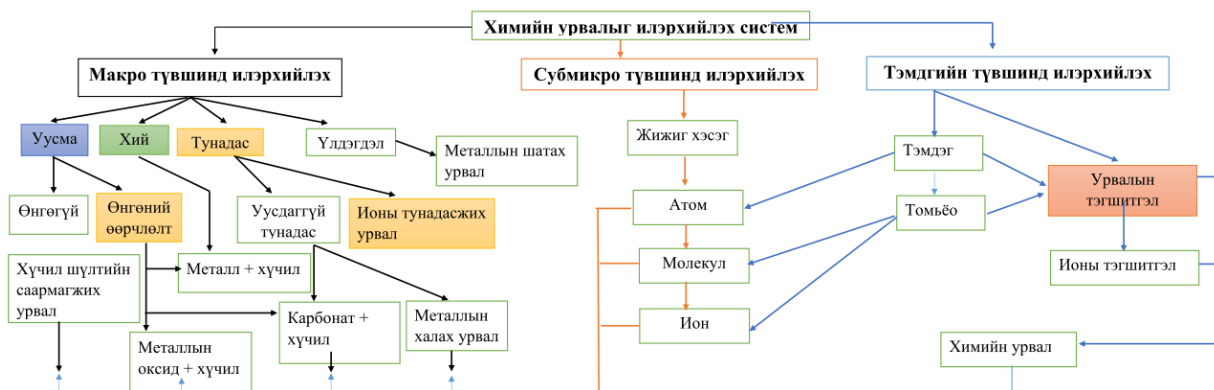 Химийн урвалыг илэрхийлэх систем
Макро түвшинд илэрхийлэх
Субмикро түвшинд илэрхийлэх
Тэмдгийн түвшинд илэрхийлэх
Уусма
Хий
Тунадас
Үлдэгдэл
Металлын шатах
урвал
Жижиг хэсэг
Тэмдэг
Урвалын
тэгшитгэл
Өнгөгүй
Өнгөний
өөрчлөлт
Уусдаггүй
тунадас
Ионы тунадасжих
урвал
Атом
Томьёо
Хүчил шүлтийн
саармагжих
урвал
Металл + хүчил
Молекул
Ионы тэгшитгэл
Карбонат +
хүчил
Металлын
халах урвал
Ион
Металлын
оксид + хүчил
Химийн урвал